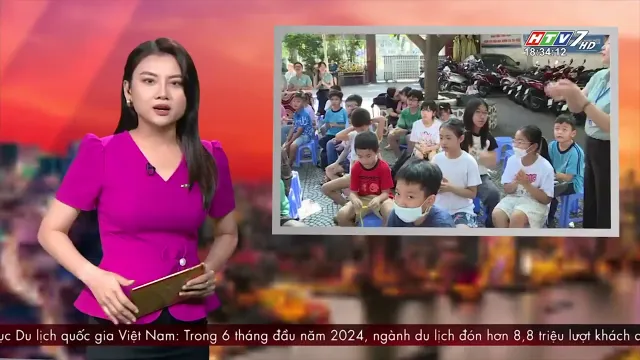 HTV7 HD
18:34:12
ục Du lịch quốc gia Việt Nam: Trong 6 tháng đầu năm 2024, ngành du lịch đón hơn 8,8 triệu lượt khách